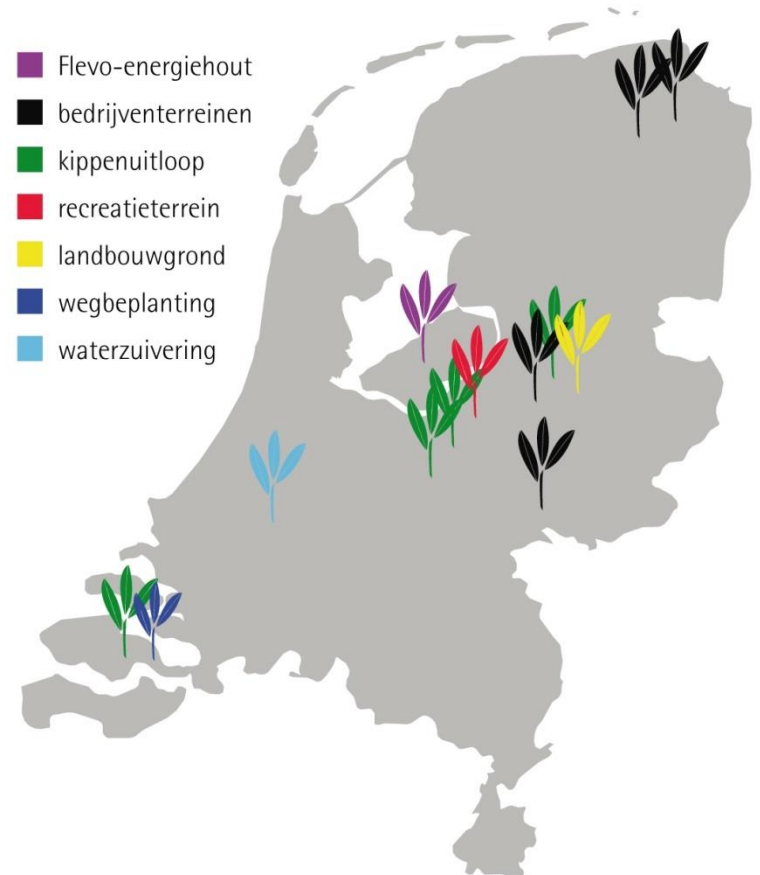 Flevo-energiehout
bedrijventerreinen
kippenuitloop
recreatieterrein
landbouwgrond
wegbeplanting
waterzuivering